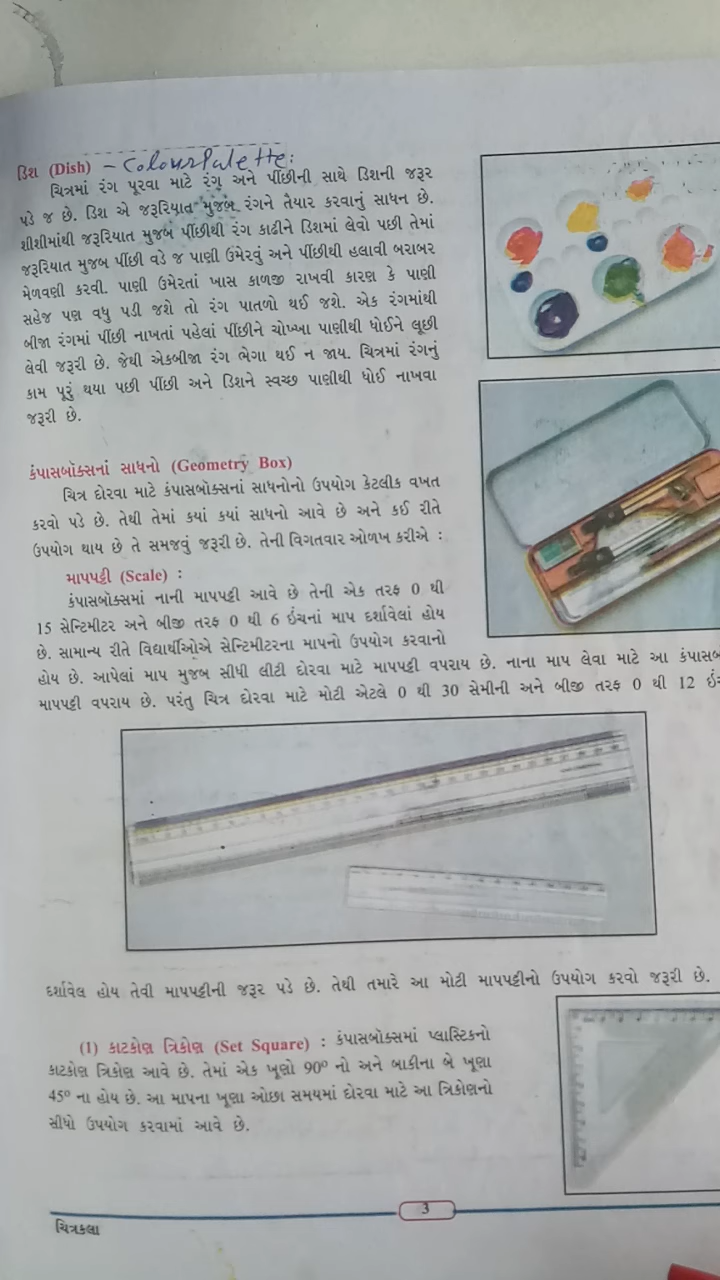 ડિશ (Dish) – Colour Palette:
ચિત્રમાં રંગ પૂરવા માટે રંગ અને પીંછીની સાથે ડિશની જરૂર
પડે જ છે. ડિશ એ જરૂરિયાત મુજબ રંગને તૈયાર કરવાનું સાધન છે.
શીશીમાંથી જરૂરિયાત મુજબ પીંછીથી રંગ કાઢીને ડિશમાં લેવો પછી તેમાં
જરૂરિયાત મુજબ પીંછી વડે જ પાણી ઉમેરવું અને પીંછીથી હલાવી બરાબર
મેળવણી કરવી. પાણી ઉમેરતાં ખાસ કાળજી રાખવી કારણ કે પાણી
સહેજ પણ વધુ પડી જશે તો રંગ પાતળો થઈ જશે. એક રંગમાંથી
બીજા રંગમાં પીંછી નાખતાં પહેલાં પીંછીને ચોખ્ખા પાણીથી ધોઈને લૂછી
લેવી જરૂરી છે. જેથી એકબીજા રંગ ભેગા થઈ ન જાય. ચિત્રમાં રંગનું
કામ પૂરું થયા પછી પીંછી અને ડિશને સ્વચ્છ પાણીથી ધોઈ નાખવા
જરૂરી છે.
કંપાસબૉક્સનાં સાધનો (Geometry Box)
ચિત્ર દોરવા માટે કંપાસબૉક્સનાં સાધનોનો ઉપયોગ કેટલીક વખત
કરવો પડે છે. તેથી તેમાં કયાં કયાં સાધનો આવે છે અને કઈ રીતે
ઉપયોગ થાય છે તે સમજવું જરૂરી છે. તેની વિગતવાર ઓળખ કરીએ :
માપપટ્ટી (Scale) :
કંપાસબૉક્સમાં નાની માપપટ્ટી આવે છે તેની એક તરફ 0 થી
15 સેન્ટિમીટર અને બીજી તરફ 0 થી 6 ઇંચનાં માપ દર્શાવેલાં હોય
છે. સામાન્ય રીતે વિદ્યાર્થીઓએ સેન્ટિમીટરના માપનો ઉપયોગ કરવાનો
હોય છે. આપેલાં માપ મુજબ સીધી લીટી દોરવા માટે માપપટ્ટી વપરાય છે. નાના માપ લેવા માટે આ
માપપટ્ટી વપરાય છે. પરંતુ ચિત્ર દોરવા માટે મોટી એટલે 0 થી 30 સેમીની અને બીજી તરફ 0 થી 12
દર્શાવેલ હોય તેવી માપપટ્ટીની જરૂર પડે છે. તેથી તમારે આ મોટી માપપટ્ટીનો ઉપયોગ કરવો જરૂરી છે.
(1) કાટકોણ ત્રિકોણ (Set Square) : કંપાસબૉક્સમાં પ્લાસ્ટિકનો
કાટકોણ ત્રિકોણ આવે છે. તેમાં એક ખૂણો 90° નો અને બાકીના બે ખૂણા
45° ના હોય છે. આ માપના ખૂણા ઓછા સમયમાં દોરવા માટે આ ત્રિકોણનો
સીધો ઉપયોગ કરવામાં આવે છે.
ચિત્રકલા
3